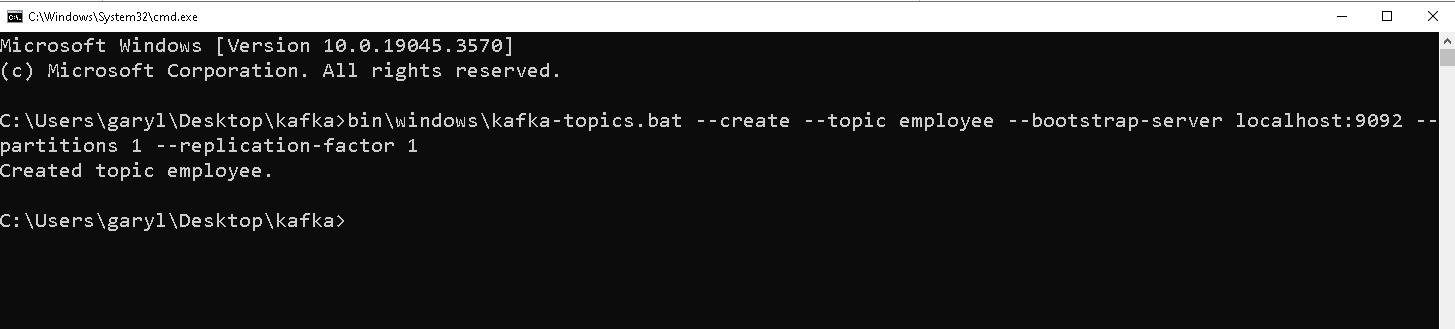 C:\Windows\System32\cmd.exe
Microsoft Windows [Version 10.0.19045.3570]
(c) Microsoft Corporation. All rights reserved.
C:\Users\garyl\Desktop\kafka>bin\windows\kafka-topics.bat --create --topic employee --bootstrap-server localhost:9092 --
partitions 1 --replication-factor 1
Created topic employee.
C:\Users\garyl\Desktop\kafka>